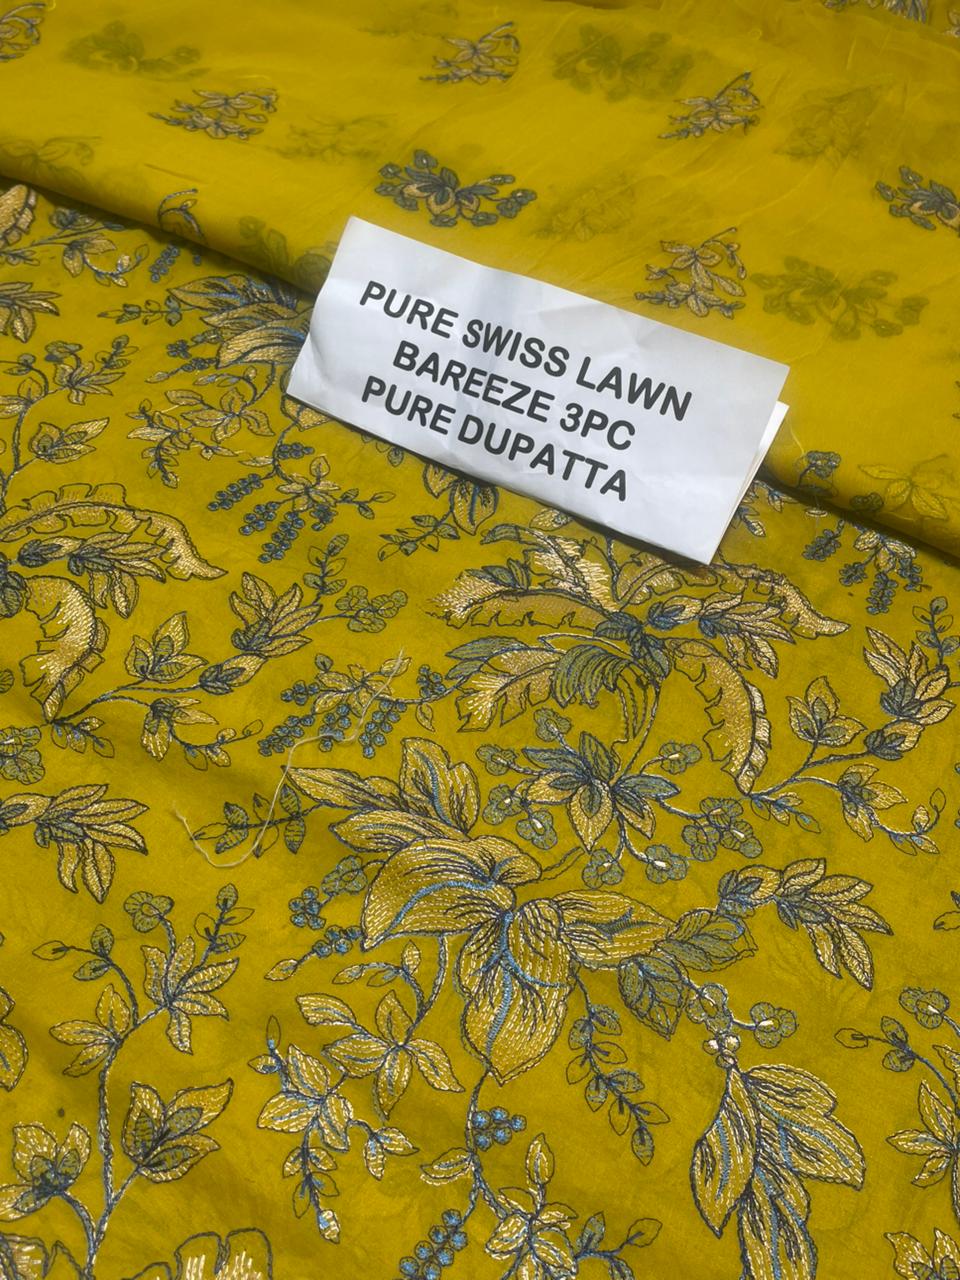 PURE SWISS LAWN
BAREEZE 3PC
PURE DUPATTA